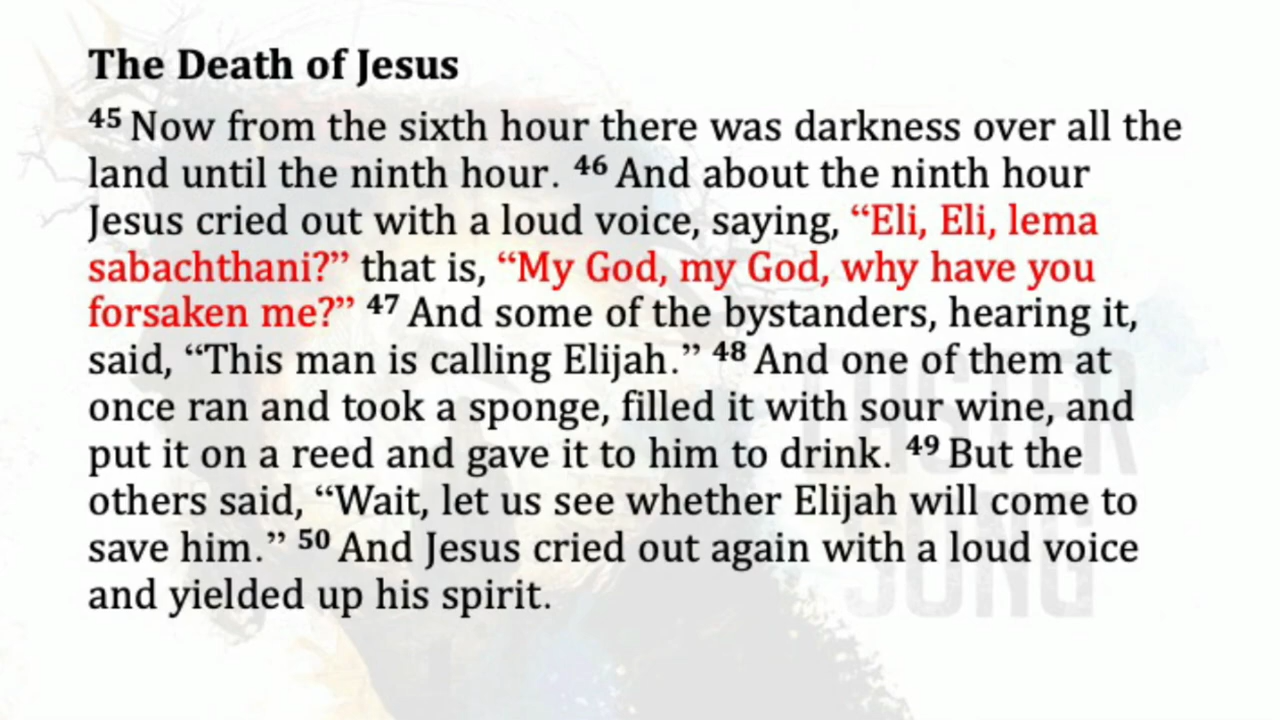 The Death of Jesus
45 Now from the sixth hour there was darkness over all the
land until the ninth hour. 46 And about the ninth hour
Jesus cried out with a loud voice, saying, “Eli, Eli, lema
sabachthani?” that is, “My God, my God, why have you
forsaken me?” 47 And some of the bystanders, hearing it,
said, “This man is calling Elijah.” 48 And one of them at
once ran and took a sponge, filled it with sour wine, and
put it on a reed and gave it to him to drink. 49 But the
others said, “Wait, let us see whether Elijah will come to
save him.” 50 And Jesus cried out again with a loud voice
and yielded up his spirit.
EASTER
SONG